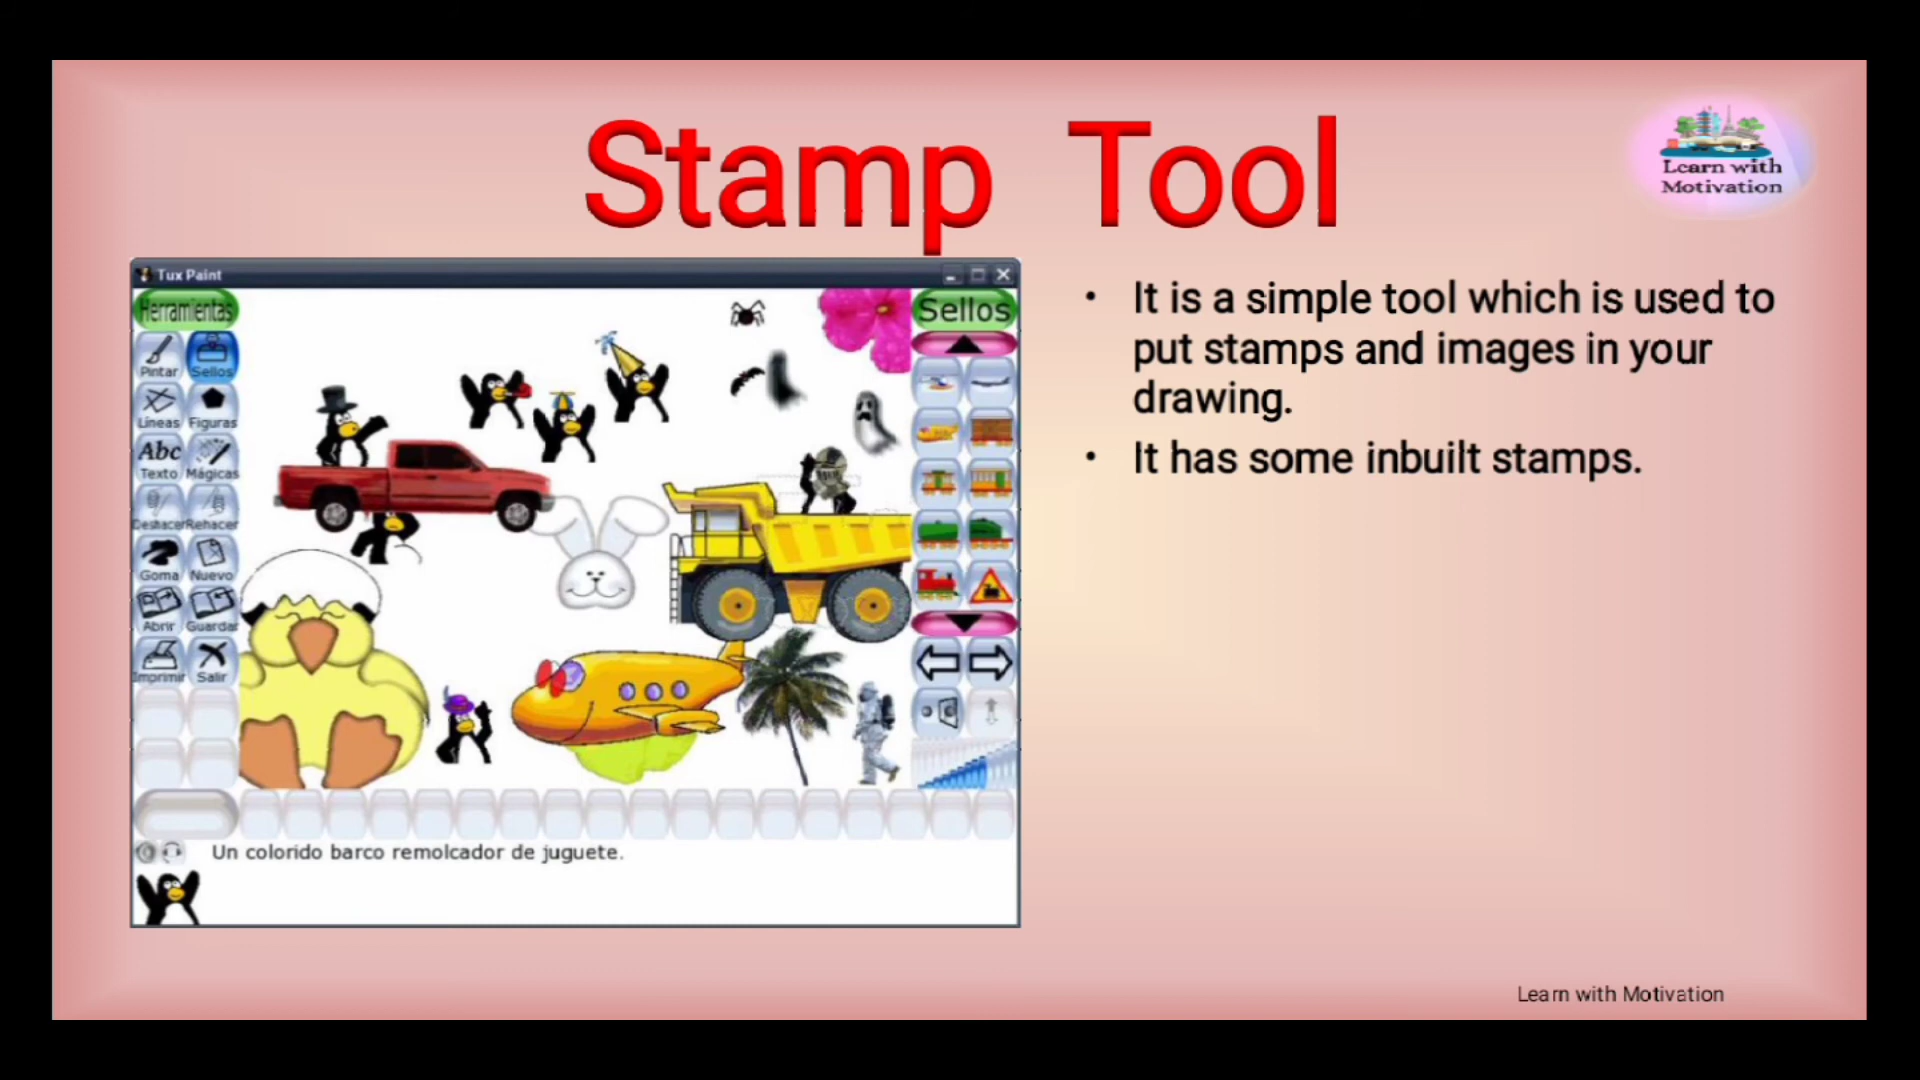 Stamp Tool
Learn with
Motivation
Tux Paint
Herramientas
Sellos
Pintar Sellos
Líneas Figuras
Abc
Texto Mágicas
Deshacer Rehacer
Goma Nuevo
Abrir Guardar
Imprimir Salir
Un colorido barco remolcador de juguete.
• It is a simple tool which is used to
put stamps and images in your
drawing.
• It has some inbuilt stamps.
Learn with Motivation